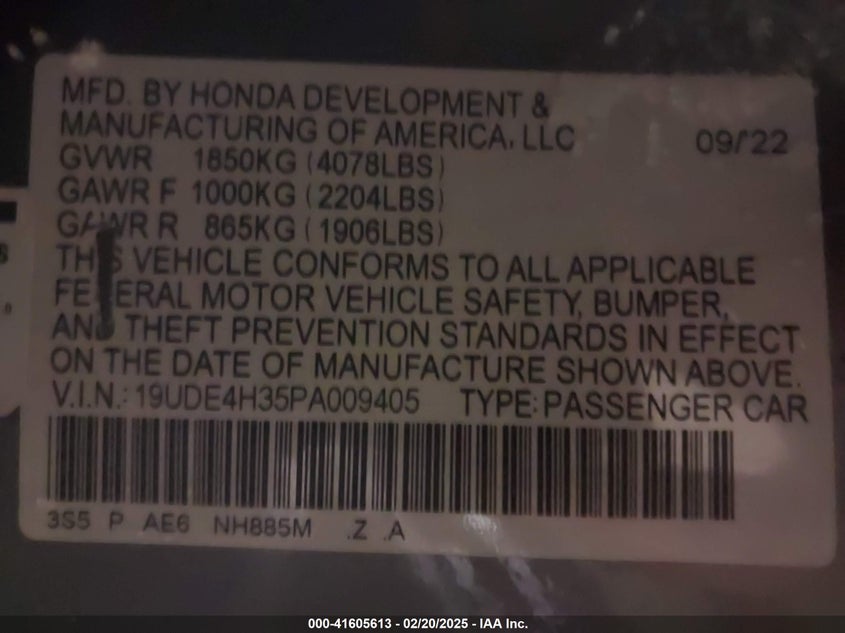 MFD. BY HONDA DEVELOPMENT &
MANUFACTURING OF AMERICA, LLC 09/22
GVWR 1850KG (4078LBS)
GAWR F 1000KG (2204LBS)
GAWR R 865KG (1906LBS)
THIS VEHICLE CONFORMS TO ALL APPLICABLE
FEDERAL MOTOR VEHICLE SAFETY, BUMPER,
AND THEFT PREVENTION STANDARDS IN EFFECT
ON THE DATE OF MANUFACTURE SHOWN ABOVE.
V.I.N.: 19UDE4H35PA009405 TYPE: PASSENGER CAR
3S5 P AE6 NH885M .Z .A
000-41605613 - 02/20/2025 - IAA Inc.